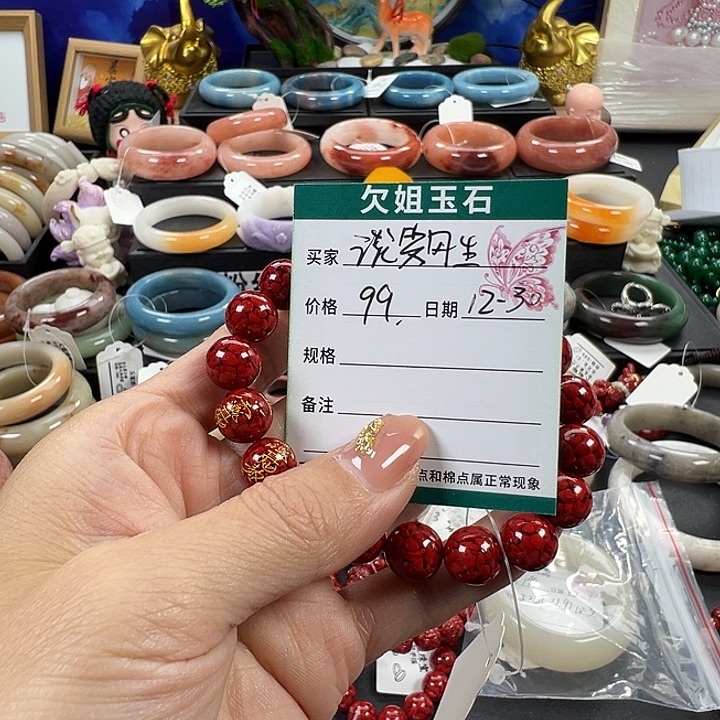 欠姐玉石
买家
价格 99. 日期 12-30
规格
备注
点和棉点属正常现象